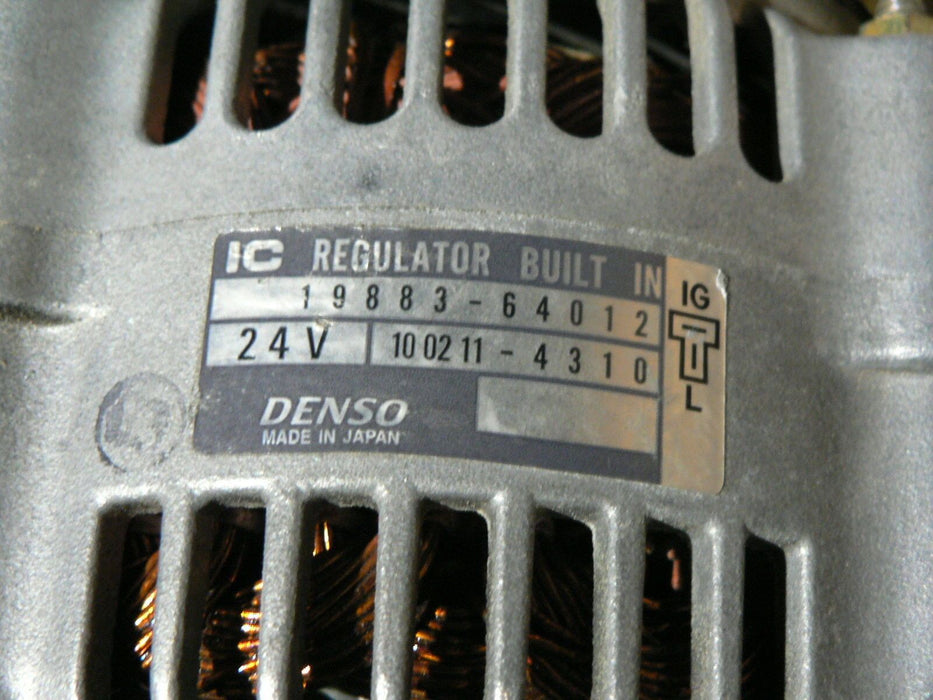 IC REGULATOR BUILT IN
19883-64012
24V 100211-4310
DENSO
MADE IN JAPAN
IG
L